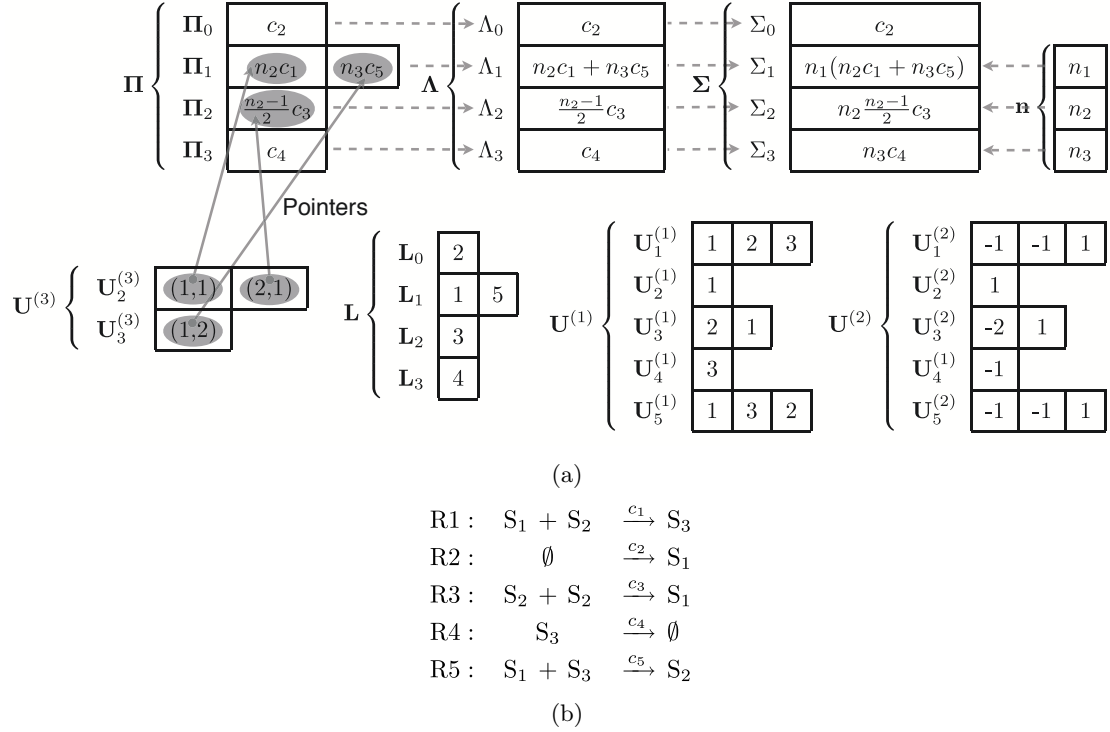 Π Π₀ c₂ Λ Λ₀ c₂ Σ Σ₀ c₂
Π₁ n₂c₁ n₃c₅ Λ₁ n₂c₁ + n₃c₅ Σ₁ n₁(n₂c₁ + n₃c₅) n n₁
Π₂ (n₂−1)/2 c₃ Λ₂ (n₂−1)/2 c₃ Σ₂ n₂ (n₂−1)/2 c₃ n₂
Π₃ c₄ Λ₃ c₄ Σ₃ n₃c₄ n₃
Pointers
U⁽³⁾ U₂⁽³⁾ (1,1) (2,1)
U₃⁽³⁾ (1,2)
L L₀ 2
L₁ 1 5
L₂ 3
L₃ 4
U⁽¹⁾ U₁⁽¹⁾ 1 2 3
U₂⁽¹⁾ 1
U₃⁽¹⁾ 2 1
U₄⁽¹⁾ 3
U₅⁽¹⁾ 1 3 2
U⁽²⁾ U₁⁽²⁾ -1 -1 1
U₂⁽²⁾ 1
U₃⁽²⁾ -2 1
U₄⁽²⁾ -1
U₅⁽²⁾ -1 -1 1
(a)
R1 : S₁ + S₂ c₁→ S₃
R2 : ∅ c₂→ S₁
R3 : S₂ + S₂ c₃→ S₁
R4 : S₃ c₄→ ∅
R5 : S₁ + S₃ c₅→ S₂
(b)